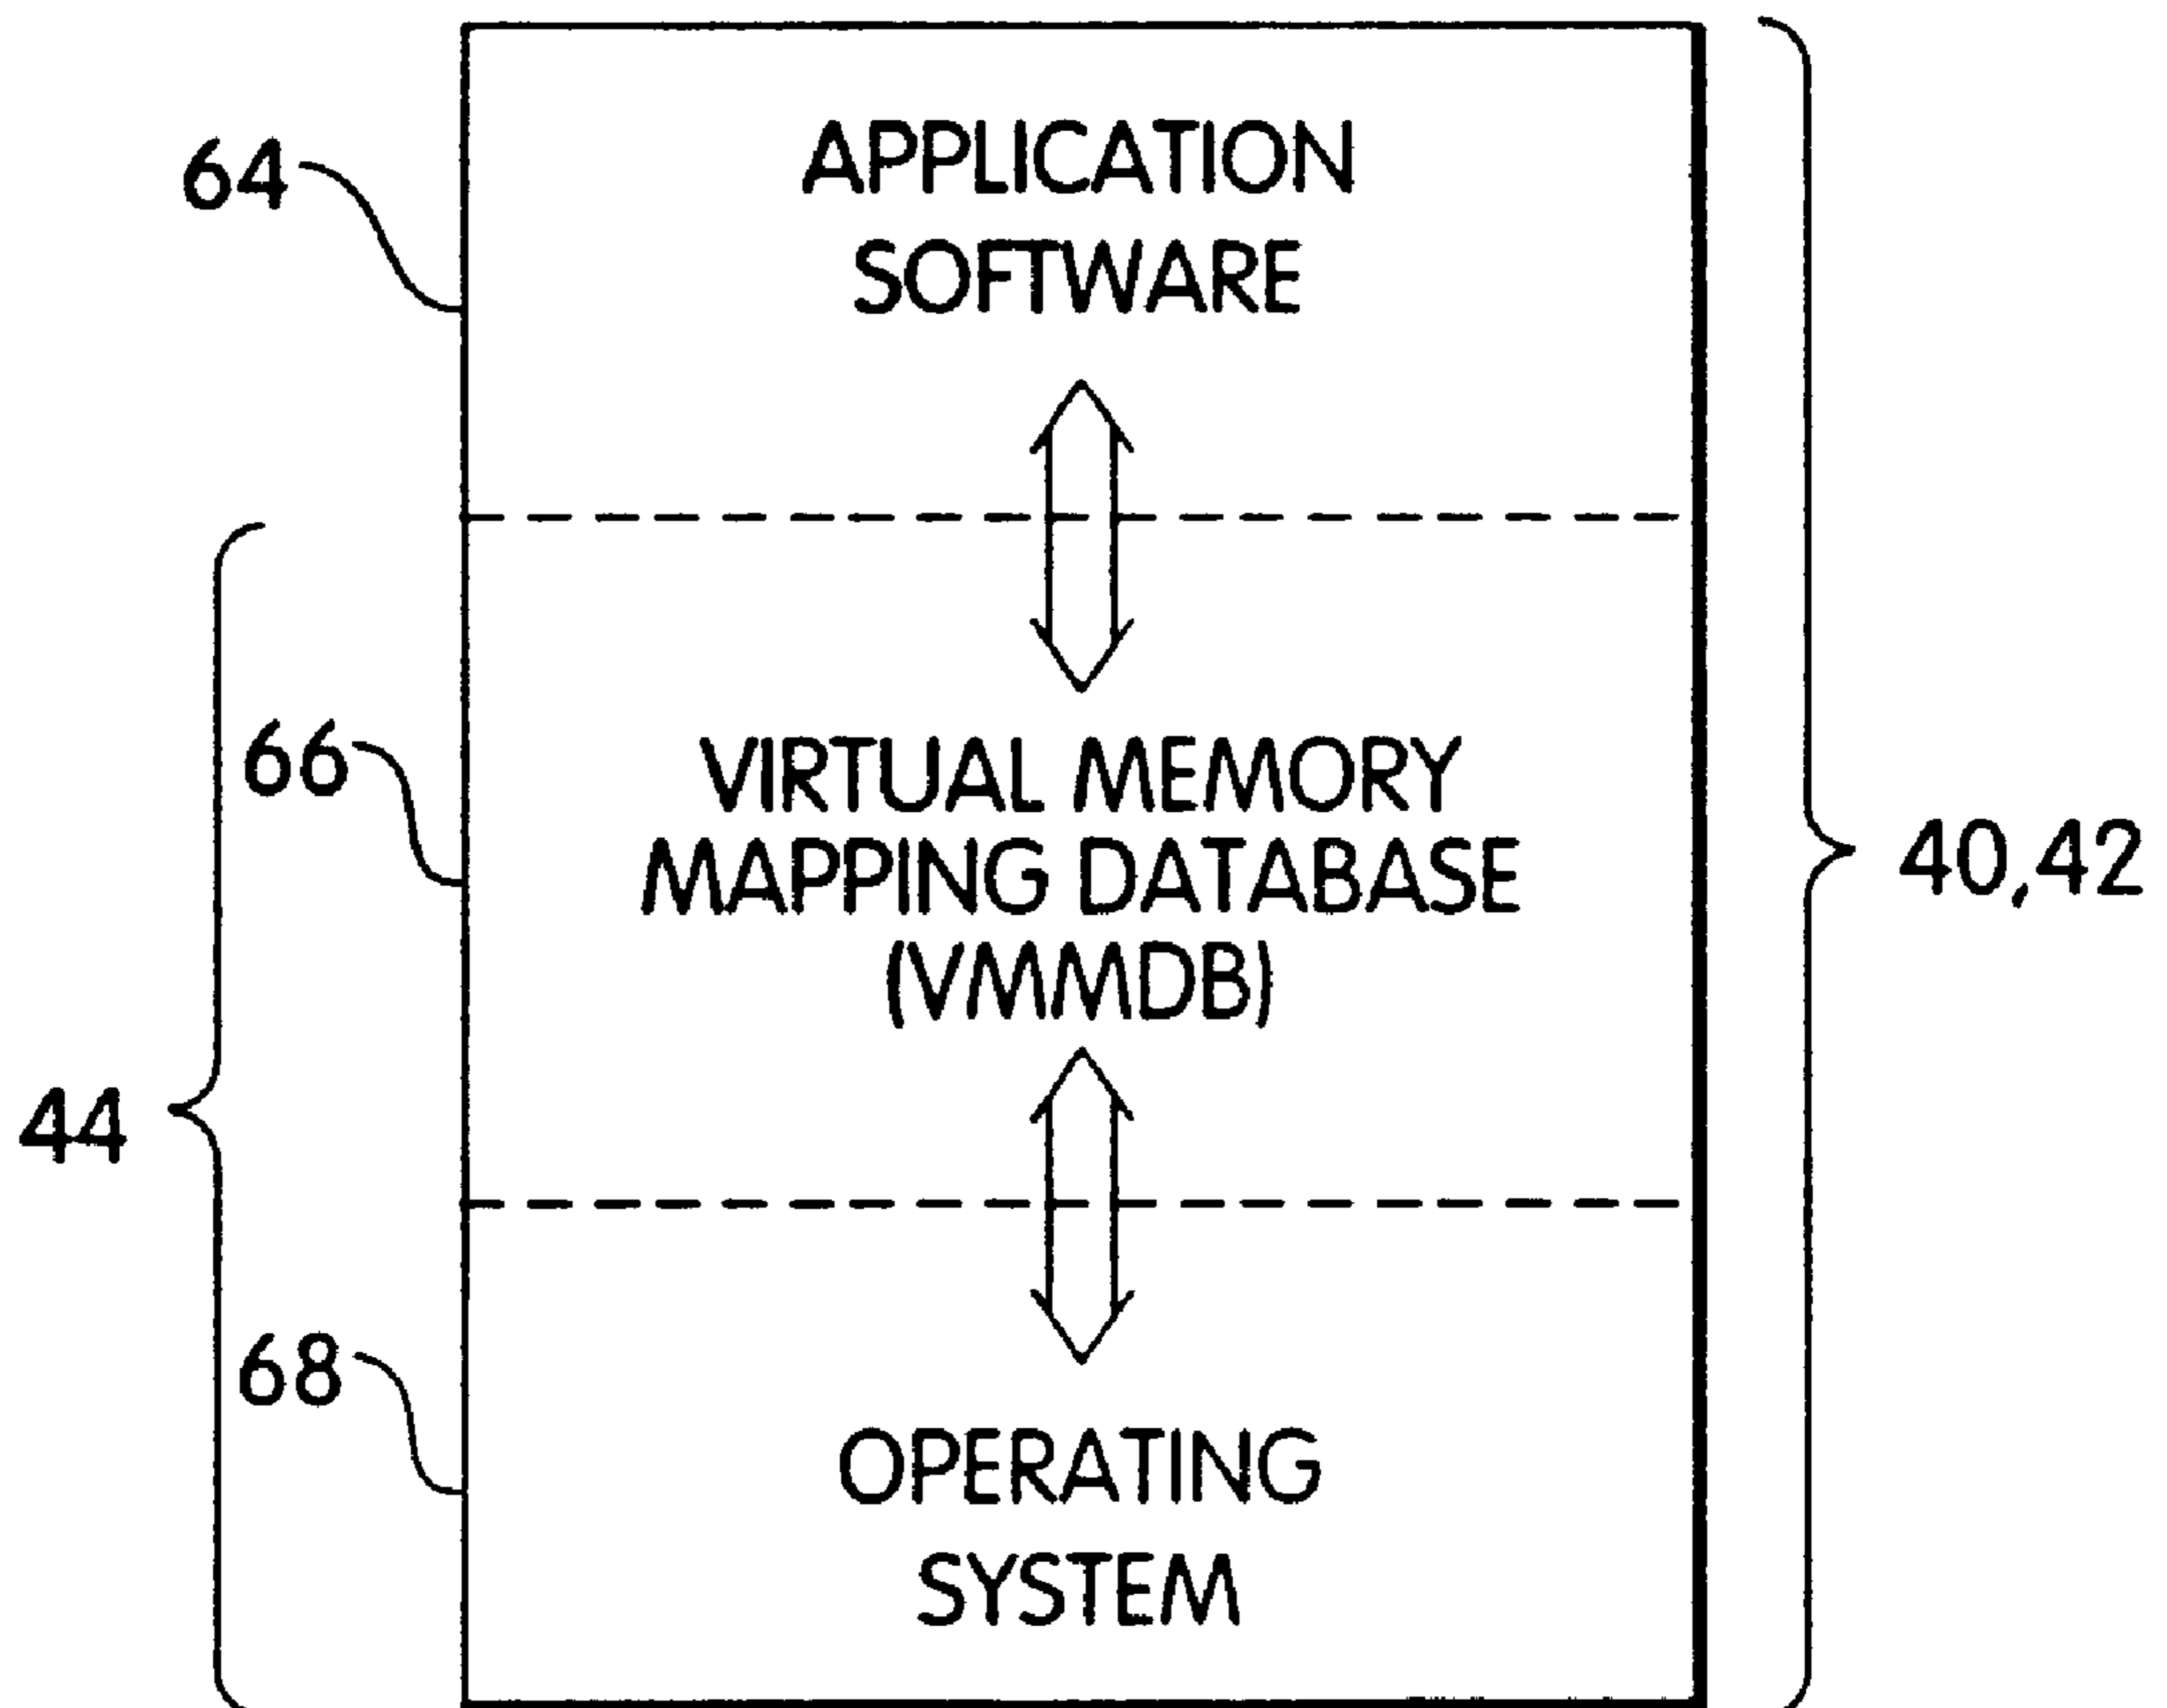 APPLICATION
SOFTWARE
64
VIRTUAL MEMORY
MAPPING DATABASE
(VMMDB)
66
40,42
44
68
OPERATING
SYSTEM